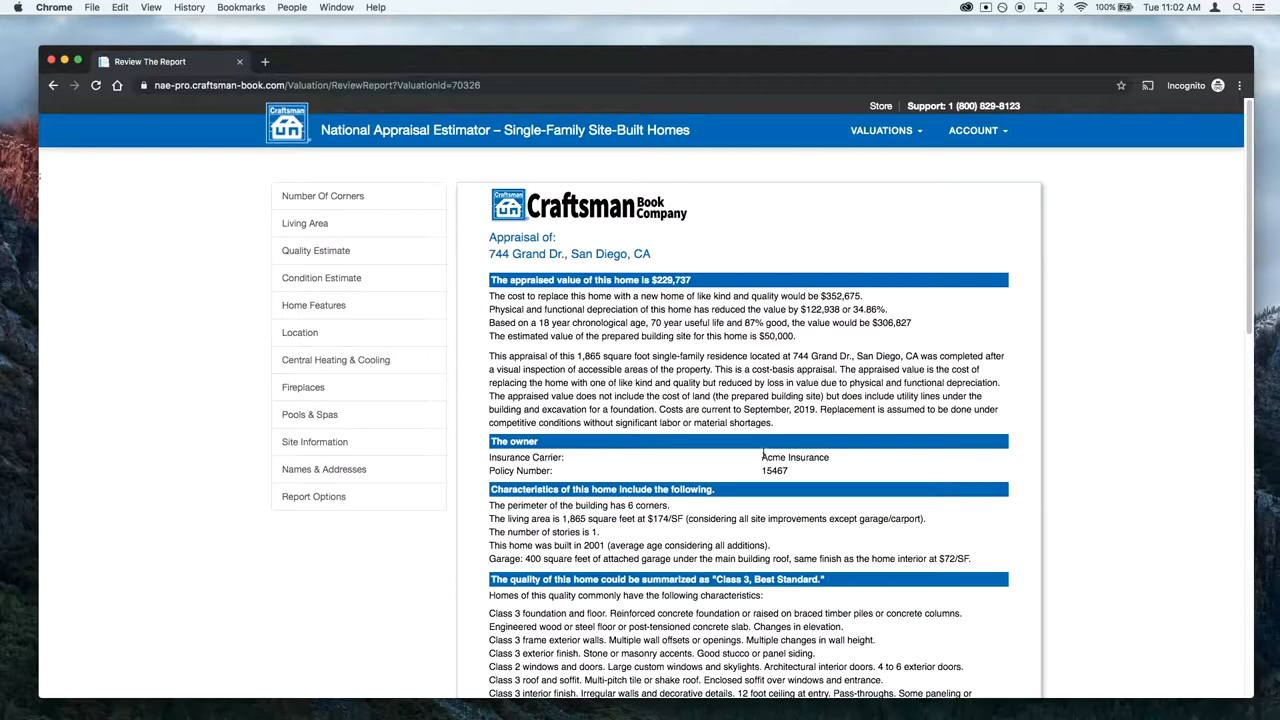 Chrome File Edit View History Bookmarks People Window Help 100% Tue 11:02 AM
Review The Report
nae-pro.craftsman-book.com/Valuation/ReviewReport?ValuationId=70326 Incognito
Store Support: 1 (800) 829-8123
Craftsman
National Appraisal Estimator – Single-Family Site-Built Homes VALUATIONS ACCOUNT
Number Of Corners
Living Area
Quality Estimate
Condition Estimate
Home Features
Location
Central Heating & Cooling
Fireplaces
Pools & Spas
Site Information
Names & Addresses
Report Options
Craftsman Craftsman Book Company
Appraisal of:
744 Grand Dr., San Diego, CA
The appraised value of this home is $229,737
The cost to replace this home with a new home of like kind and quality would be $352,675.
Physical and functional depreciation of this home has reduced the value by $122,938 or 34.86%.
Based on a 18 year chronological age, 70 year useful life and 87% good, the value would be $306,827
The estimated value of the prepared building site for this home is $50,000.
This appraisal of this 1,865 square foot single-family residence located at 744 Grand Dr., San Diego, CA was completed after
a visual inspection of accessible areas of the property. This is a cost-basis appraisal. The appraised value is the cost of
replacing the home with one of like kind and quality but reduced by loss in value due to physical and functional depreciation.
The appraised value does not include the cost of land (the prepared building site) but does include utility lines under the
building and excavation for a foundation. Costs are current to September, 2019. Replacement is assumed to be done under
competitive conditions without significant labor or material shortages.
The owner
Insurance Carrier: Acme Insurance
Policy Number: 15467
Characteristics of this home include the following.
The perimeter of the building has 6 corners.
The living area is 1,865 square feet at $174/SF (considering all site improvements except garage/carport).
The number of stories is 1.
This home was built in 2001 (average age considering all additions).
Garage: 400 square feet of attached garage under the main building roof, same finish as the home interior at $72/SF.
The quality of this home could be summarized as "Class 3, Best Standard."
Homes of this quality commonly have the following characteristics:
Class 3 foundation and floor. Reinforced concrete foundation or raised on braced timber piles or concrete columns.
Engineered wood or steel floor or post-tensioned concrete slab. Changes in elevation.
Class 3 frame exterior walls. Multiple wall offsets or openings. Multiple changes in wall height.
Class 3 exterior finish. Stone or masonry accents. Good stucco or panel siding.
Class 2 windows and doors. Large custom windows and skylights. Architectural interior doors. 4 to 6 exterior doors.
Class 3 roof and soffit. Multi-pitch tile or shake roof. Enclosed soffit over windows and entrance.
Class 3 interior finish. Irregular walls and decorative details. 12 foot ceiling at entry. Pass-throughs. Some paneling or